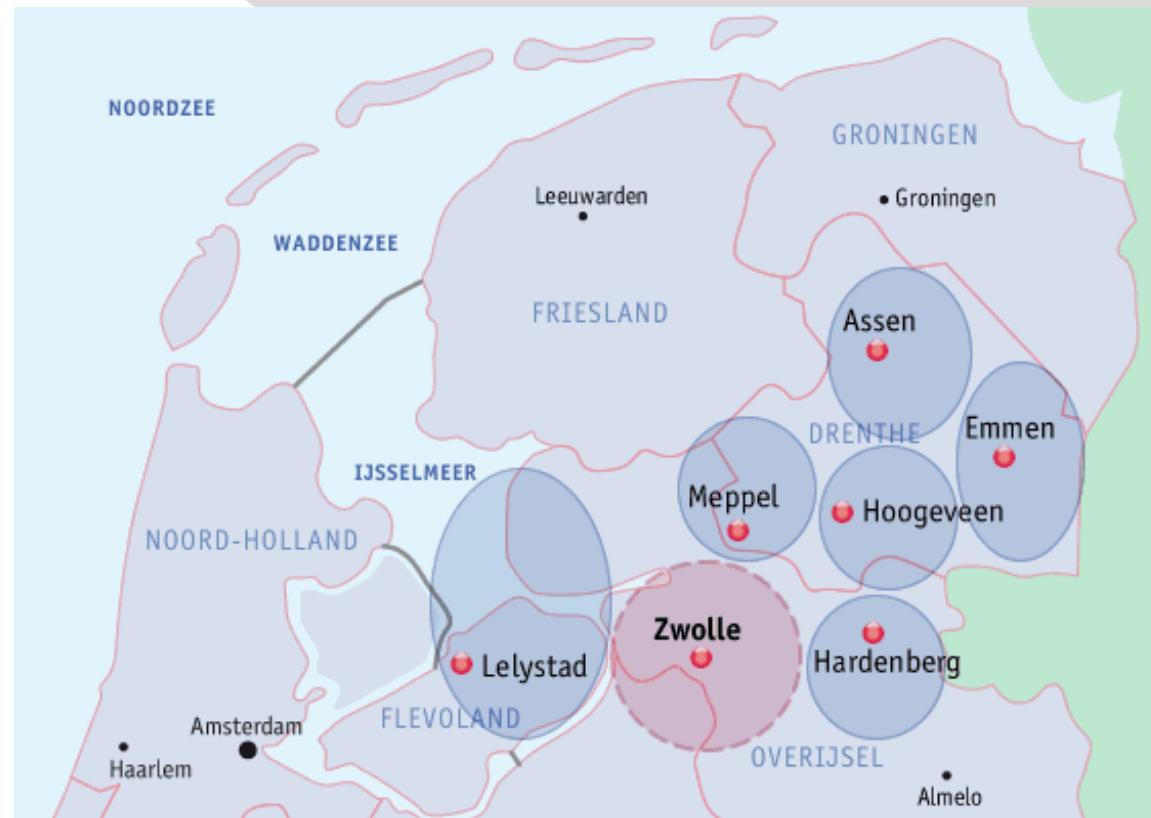 NOORDZEE
GRONINGEN
Leeuwarden
Groningen
WADDENZEE
FRIESLAND
Assen
DRENTHE
Emmen
IJSSELMEER
Meppel
Hoogeveen
NOORD-HOLLAND
Zwolle
Lelystad
Hardenberg
FLEVOLAND
Amsterdam
OVERIJSEL
Haarlem
Almelo